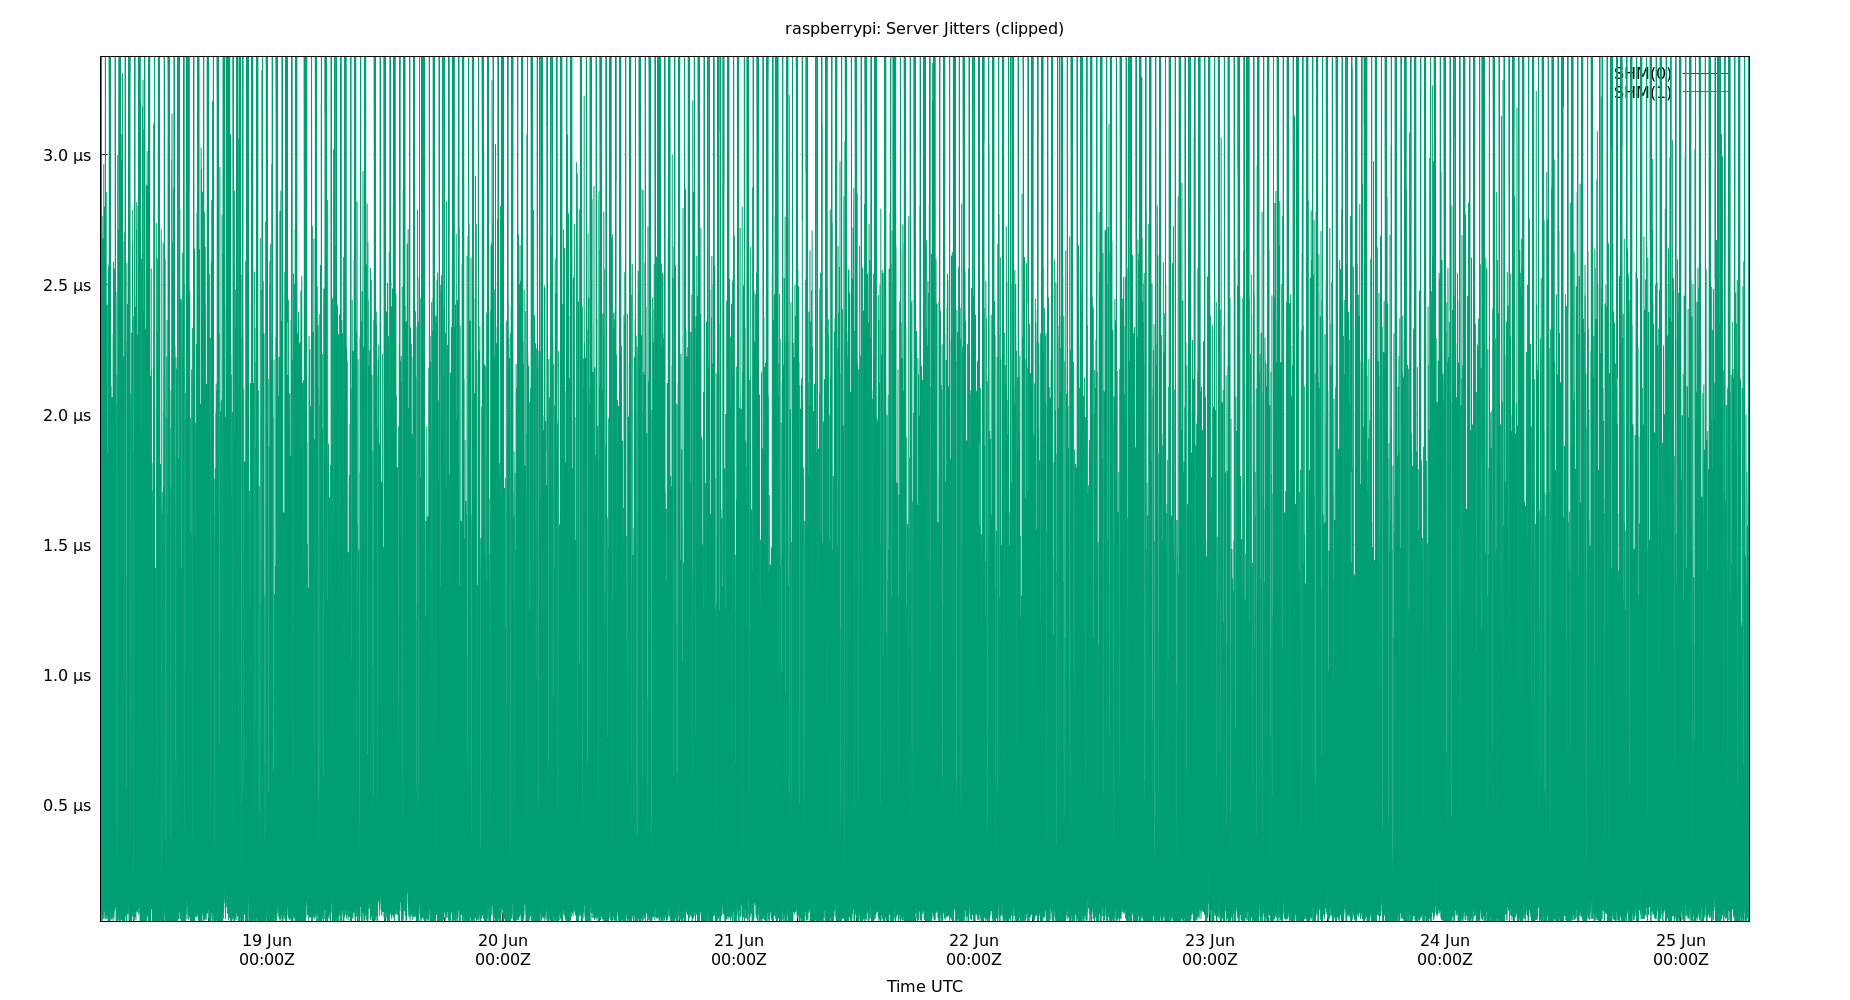 raspberrypi: Server Jitters (clipped)
SHM(0)
SHM(1)
3.0 µs
2.5 µs
2.0 µs
1.5 µs
1.0 µs
0.5 µs
19 Jun 20 Jun 21 Jun 22 Jun 23 Jun 24 Jun 25 Jun
00:00Z 00:00Z 00:00Z 00:00Z 00:00Z 00:00Z 00:00Z
Time UTC